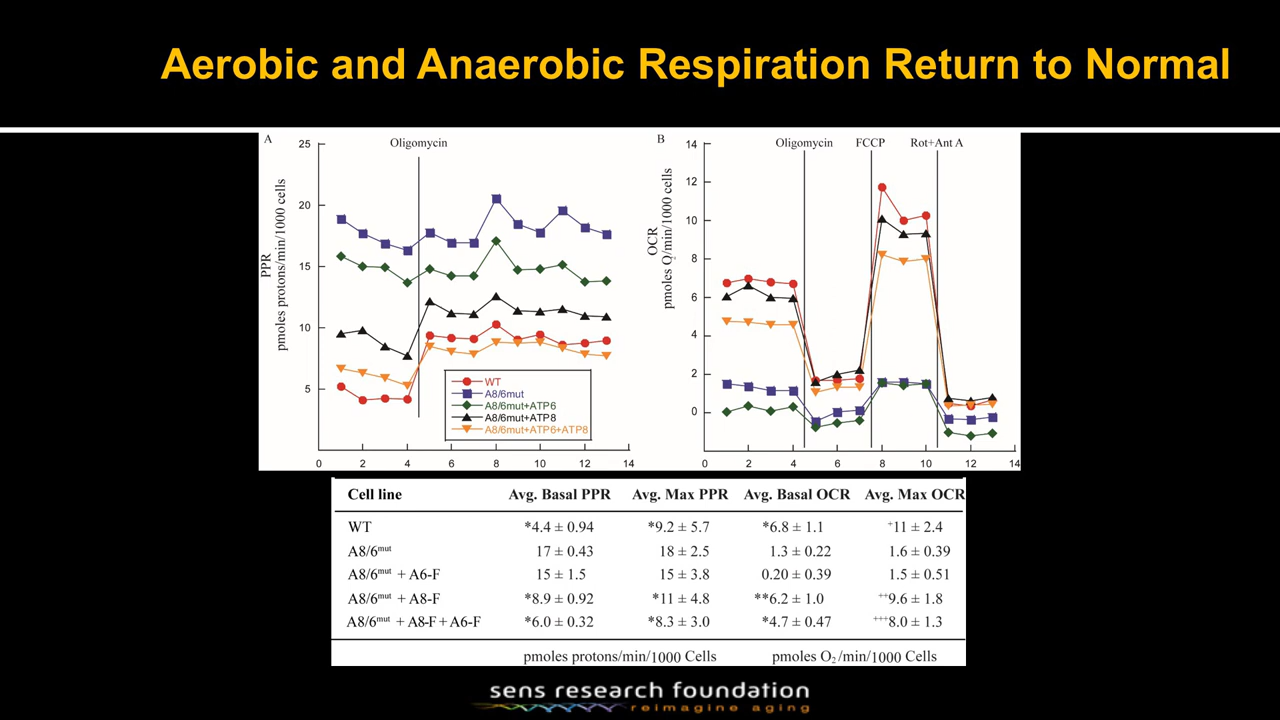 Aerobic and Anaerobic Respiration Return to Normal
A
Oligomycin
PPR
pmoles protons/min/1000 cells
25
20
15
10
5
0 2 4 6 8 10 12 14
WT
A8/6mut
A8/6mut+ATP6
A8/6mut+ATP8
A8/6mut+ATP6+ATP8
B
Oligomycin FCCP Rot+Ant A
OCR
pmoles O₂/min/1000 cells
14
12
10
8
6
4
2
0
0 2 4 6 8 10 12 14
Cell line Avg. Basal PPR Avg. Max PPR Avg. Basal OCR Avg. Max OCR
WT *4.4 ± 0.94 *9.2 ± 5.7 *6.8 ± 1.1 ⁺11 ± 2.4
A8/6ᵐᵘᵗ 17 ± 0.43 18 ± 2.5 1.3 ± 0.22 1.6 ± 0.39
A8/6ᵐᵘᵗ + A6-F 15 ± 1.5 15 ± 3.8 0.20 ± 0.39 1.5 ± 0.51
A8/6ᵐᵘᵗ + A8-F *8.9 ± 0.92 *11 ± 4.8 **6.2 ± 1.0 ⁺⁺9.6 ± 1.8
A8/6ᵐᵘᵗ + A8-F + A6-F *6.0 ± 0.32 *8.3 ± 3.0 *4.7 ± 0.47 ⁺⁺⁺8.0 ± 1.3
pmoles protons/min/1000 Cells pmoles O₂/min/1000 Cells
sens research foundation
reimagine aging